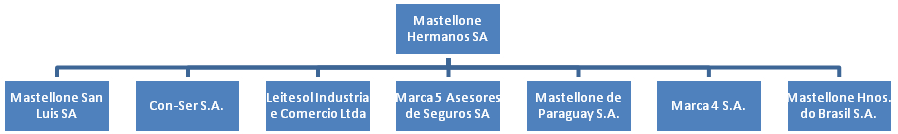 Mastellone
Hermanos SA
Mastellone San
Luis SA
Con-Ser S.A.
Leitesol Industria
e Comercio Ltda
Marca 5 Asesores
de Seguros SA
Mastellone de
Paraguay S.A.
Marca 4 S.A.
Mastellone Hnos.
do Brasil S.A.